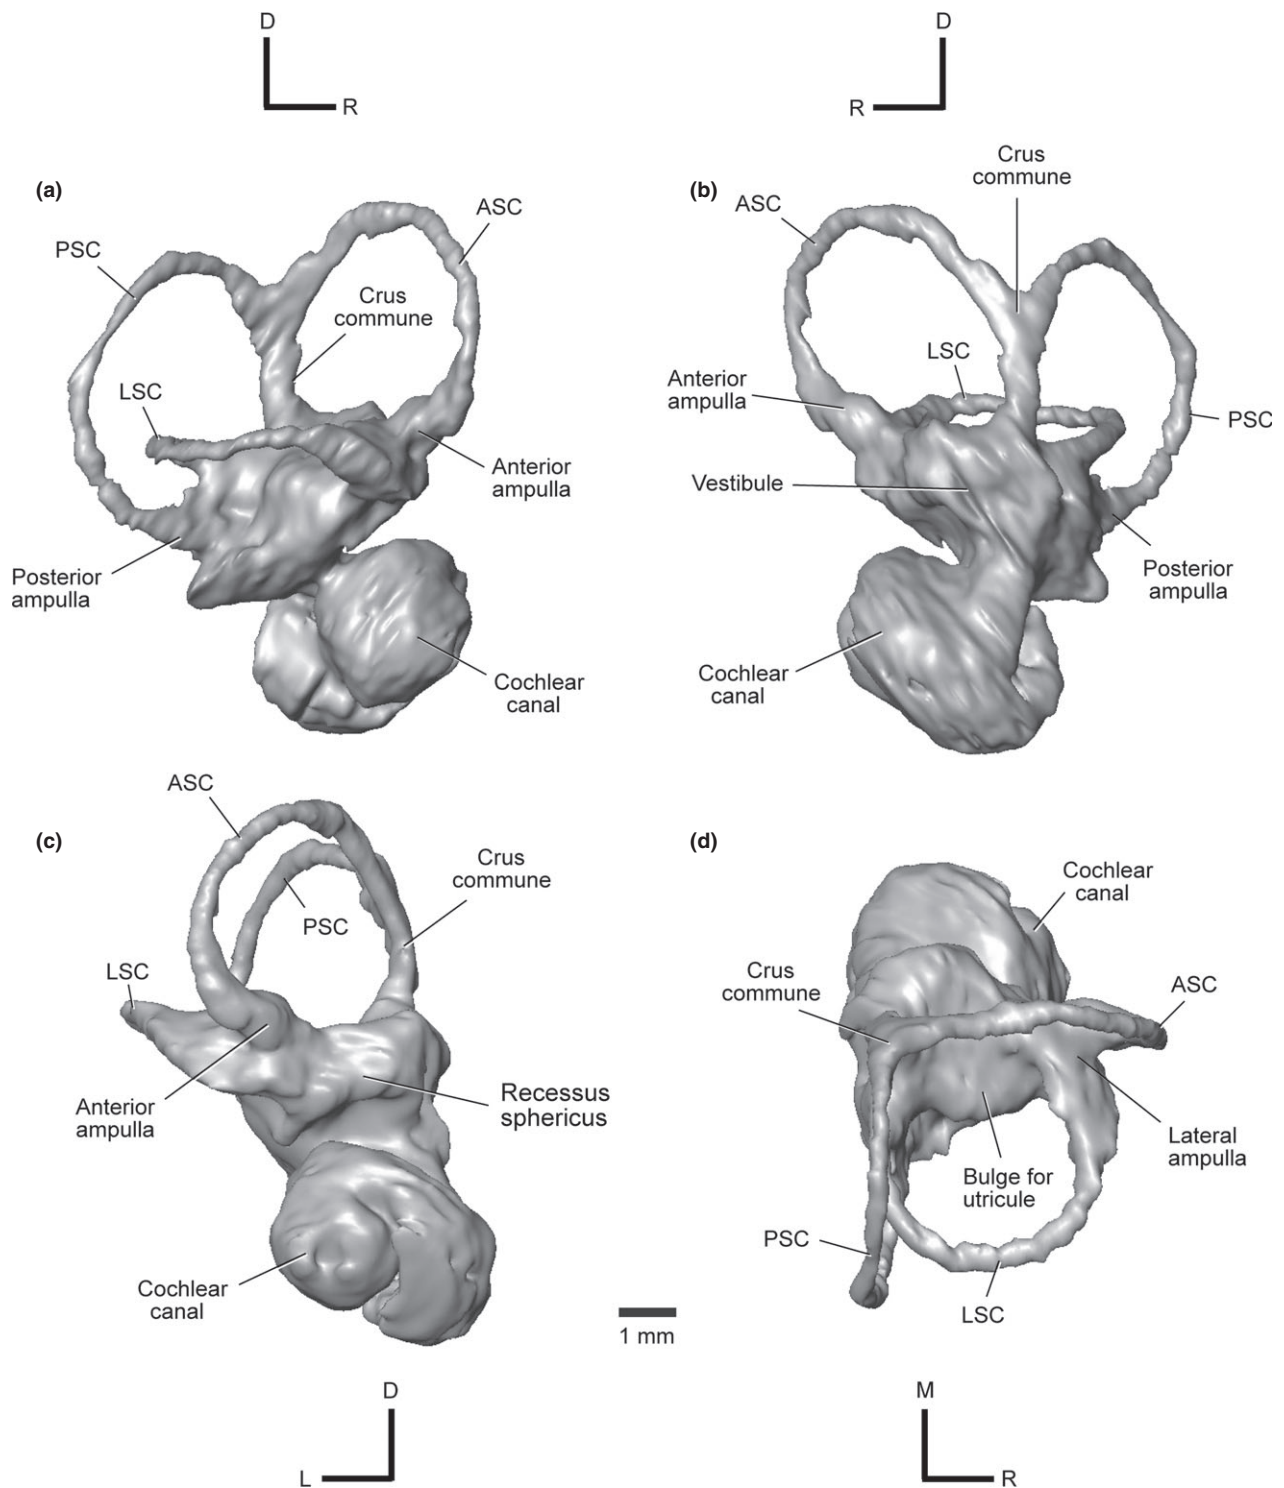 D
R
D
R
(a)
ASC
PSC
Crus
commune
LSC
Anterior
ampulla
Posterior
ampulla
Cochlear
canal
(b)
Crus
commune
ASC
LSC
Anterior
ampulla
PSC
Vestibule
Posterior
ampulla
Cochlear
canal
(c)
ASC
Crus
commune
PSC
LSC
Anterior
ampulla
Recessus
sphericus
Cochlear
canal
(d)
Cochlear
canal
Crus
commune
ASC
Lateral
ampulla
Bulge for
utricule
PSC
LSC
1 mm
D
L
M
R